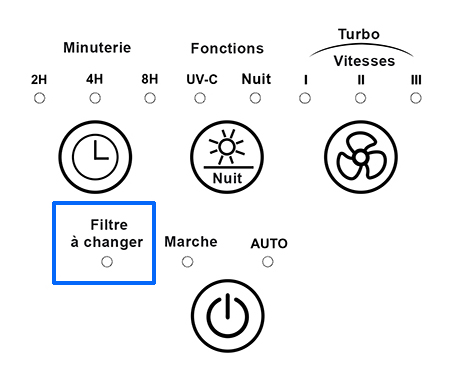 Minuterie
Fonctions
Turbo
Vitesses
2H 4H 8H
UV-C Nuit
I II III
Nuit
Filtre
à changer
Marche
AUTO